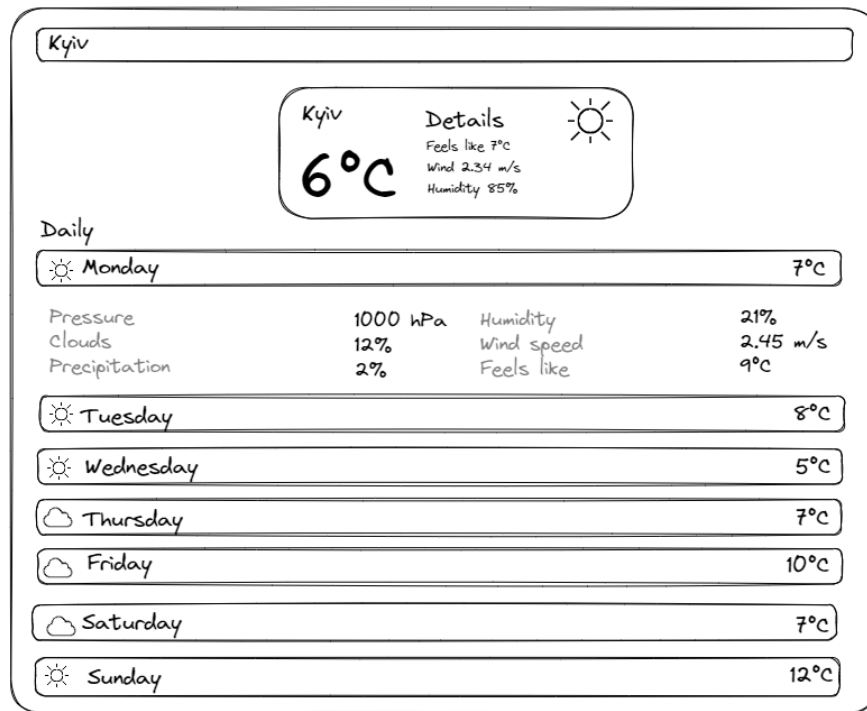 Kyiv
Kyiv
6°C
Details
Feels like 7°C
Wind 2.34 m/s
Humidity 85%
Daily
Monday 7°C
Pressure 1000 hPa Humidity 21%
Clouds 12% Wind speed 2.45 m/s
Precipitation 2% Feels like 9°C
Tuesday 8°C
Wednesday 5°C
Thursday 7°C
Friday 10°C
Saturday 7°C
Sunday 12°C